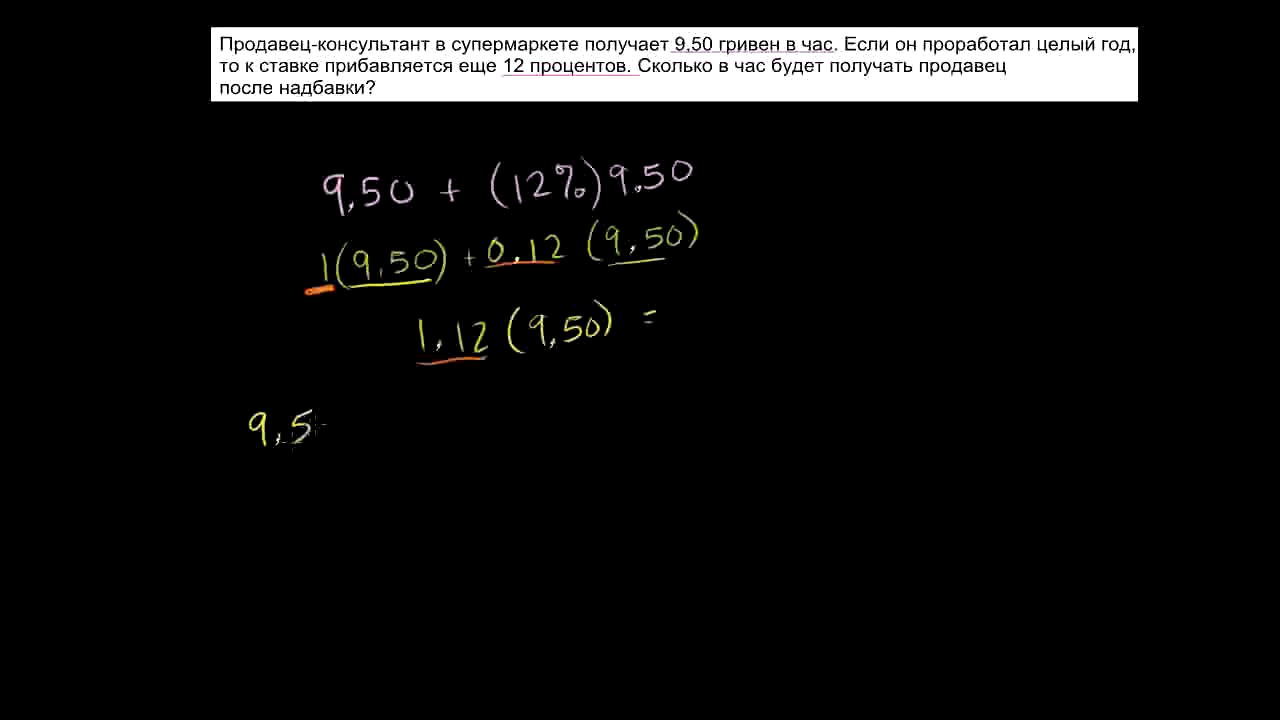 Продавец-консультант в супермаркете получает 9,50 гривен в час. Если он проработал целый год,
то к ставке прибавляется еще 12 процентов. Сколько в час будет получать продавец
после надбавки?
9,50 + (12%) 9,50
1(9,50) + 0,12 (9,50)
1,12 (9,50) =
9,5